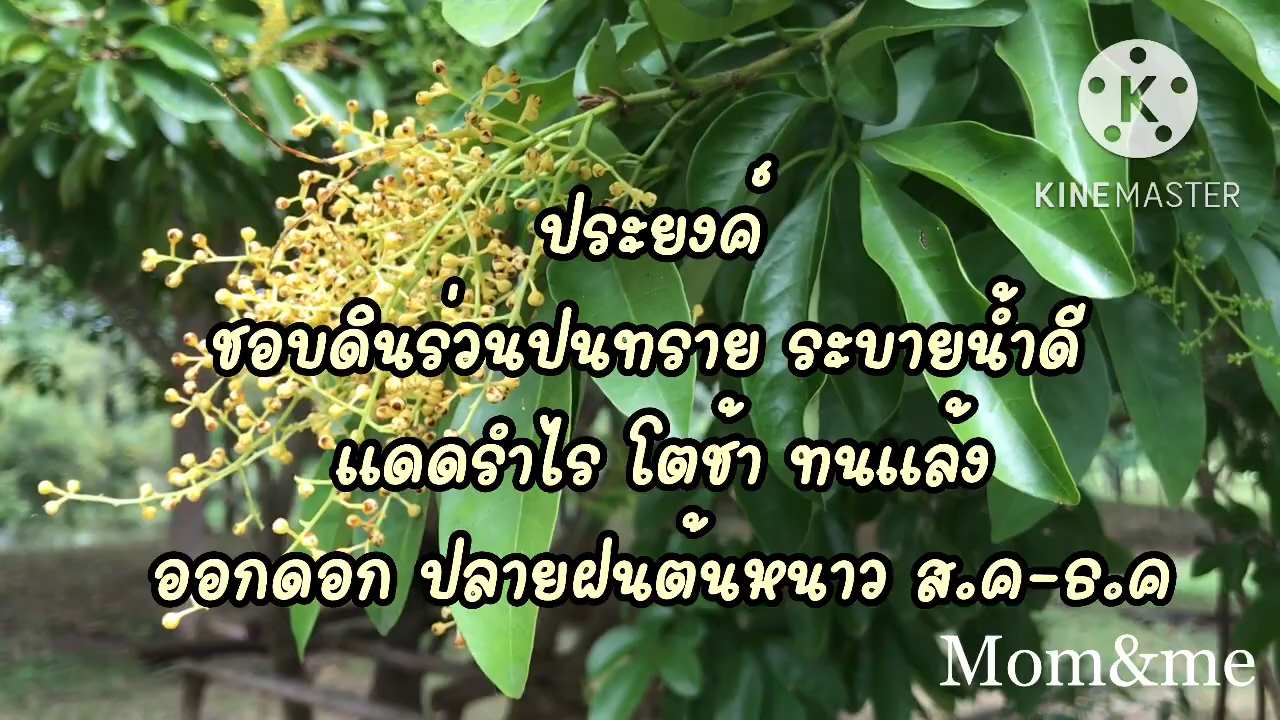 KINEMASTER
ประยงค์
ชอบดินร่วนปนทราย ระบายน้ำดี
แดดรำไร โตช้า ทนแล้ง
ออกดอก ปลายฝนต้นหนาว ส.ค-ธ.ค
Mom&me